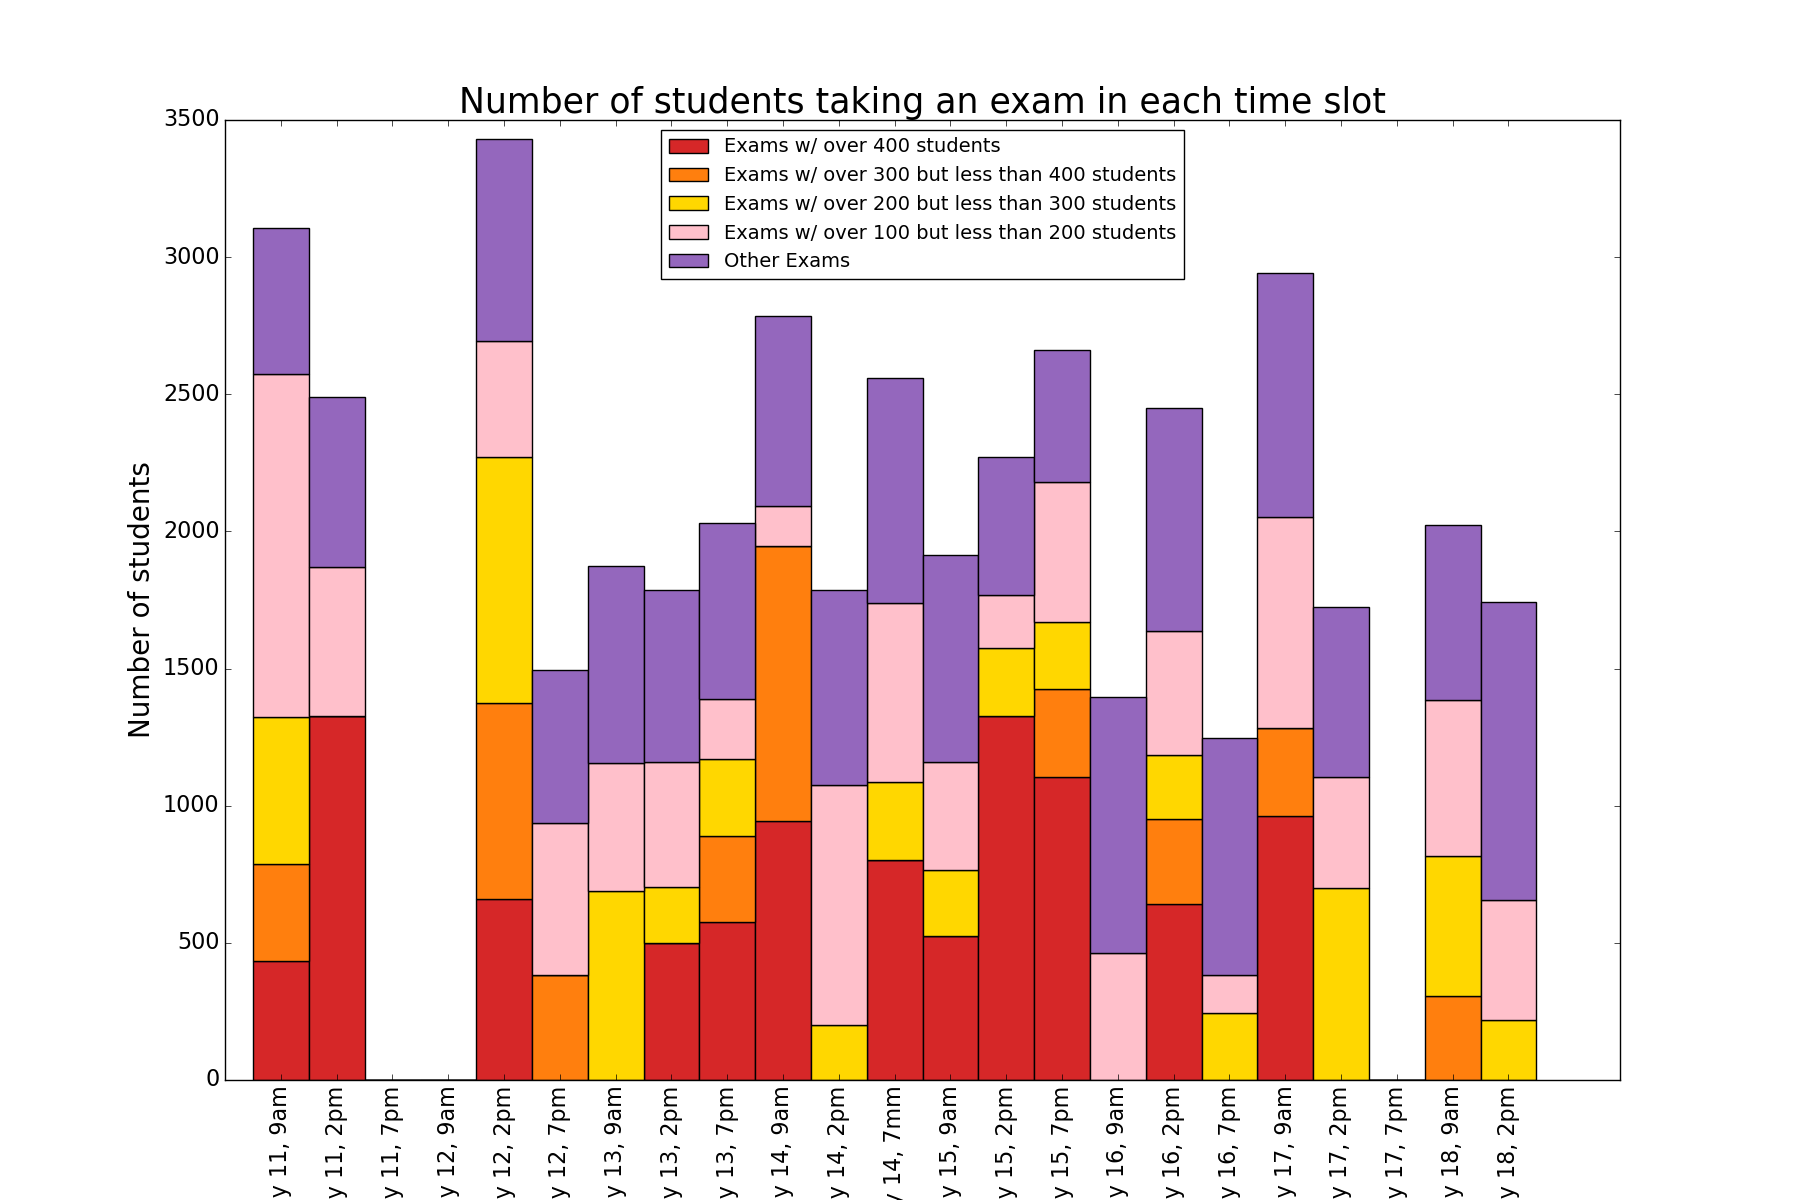 Number of students taking an exam in each time slot
3500
3000
2500
2000
1500
1000
500
0
Number of students
Exams w/ over 400 students
Exams w/ over 300 but less than 400 students
Exams w/ over 200 but less than 300 students
Exams w/ over 100 but less than 200 students
Other Exams
y 11, 9am
y 11, 2pm
y 11, 7pm
y 12, 9am
y 12, 2pm
y 12, 7pm
y 13, 9am
y 13, 2pm
y 13, 7pm
y 14, 9am
y 14, 2pm
y 14, 7mm
y 15, 9am
y 15, 2pm
y 15, 7pm
y 16, 9am
y 16, 2pm
y 16, 7pm
y 17, 9am
y 17, 2pm
y 17, 7pm
y 18, 9am
y 18, 2pm